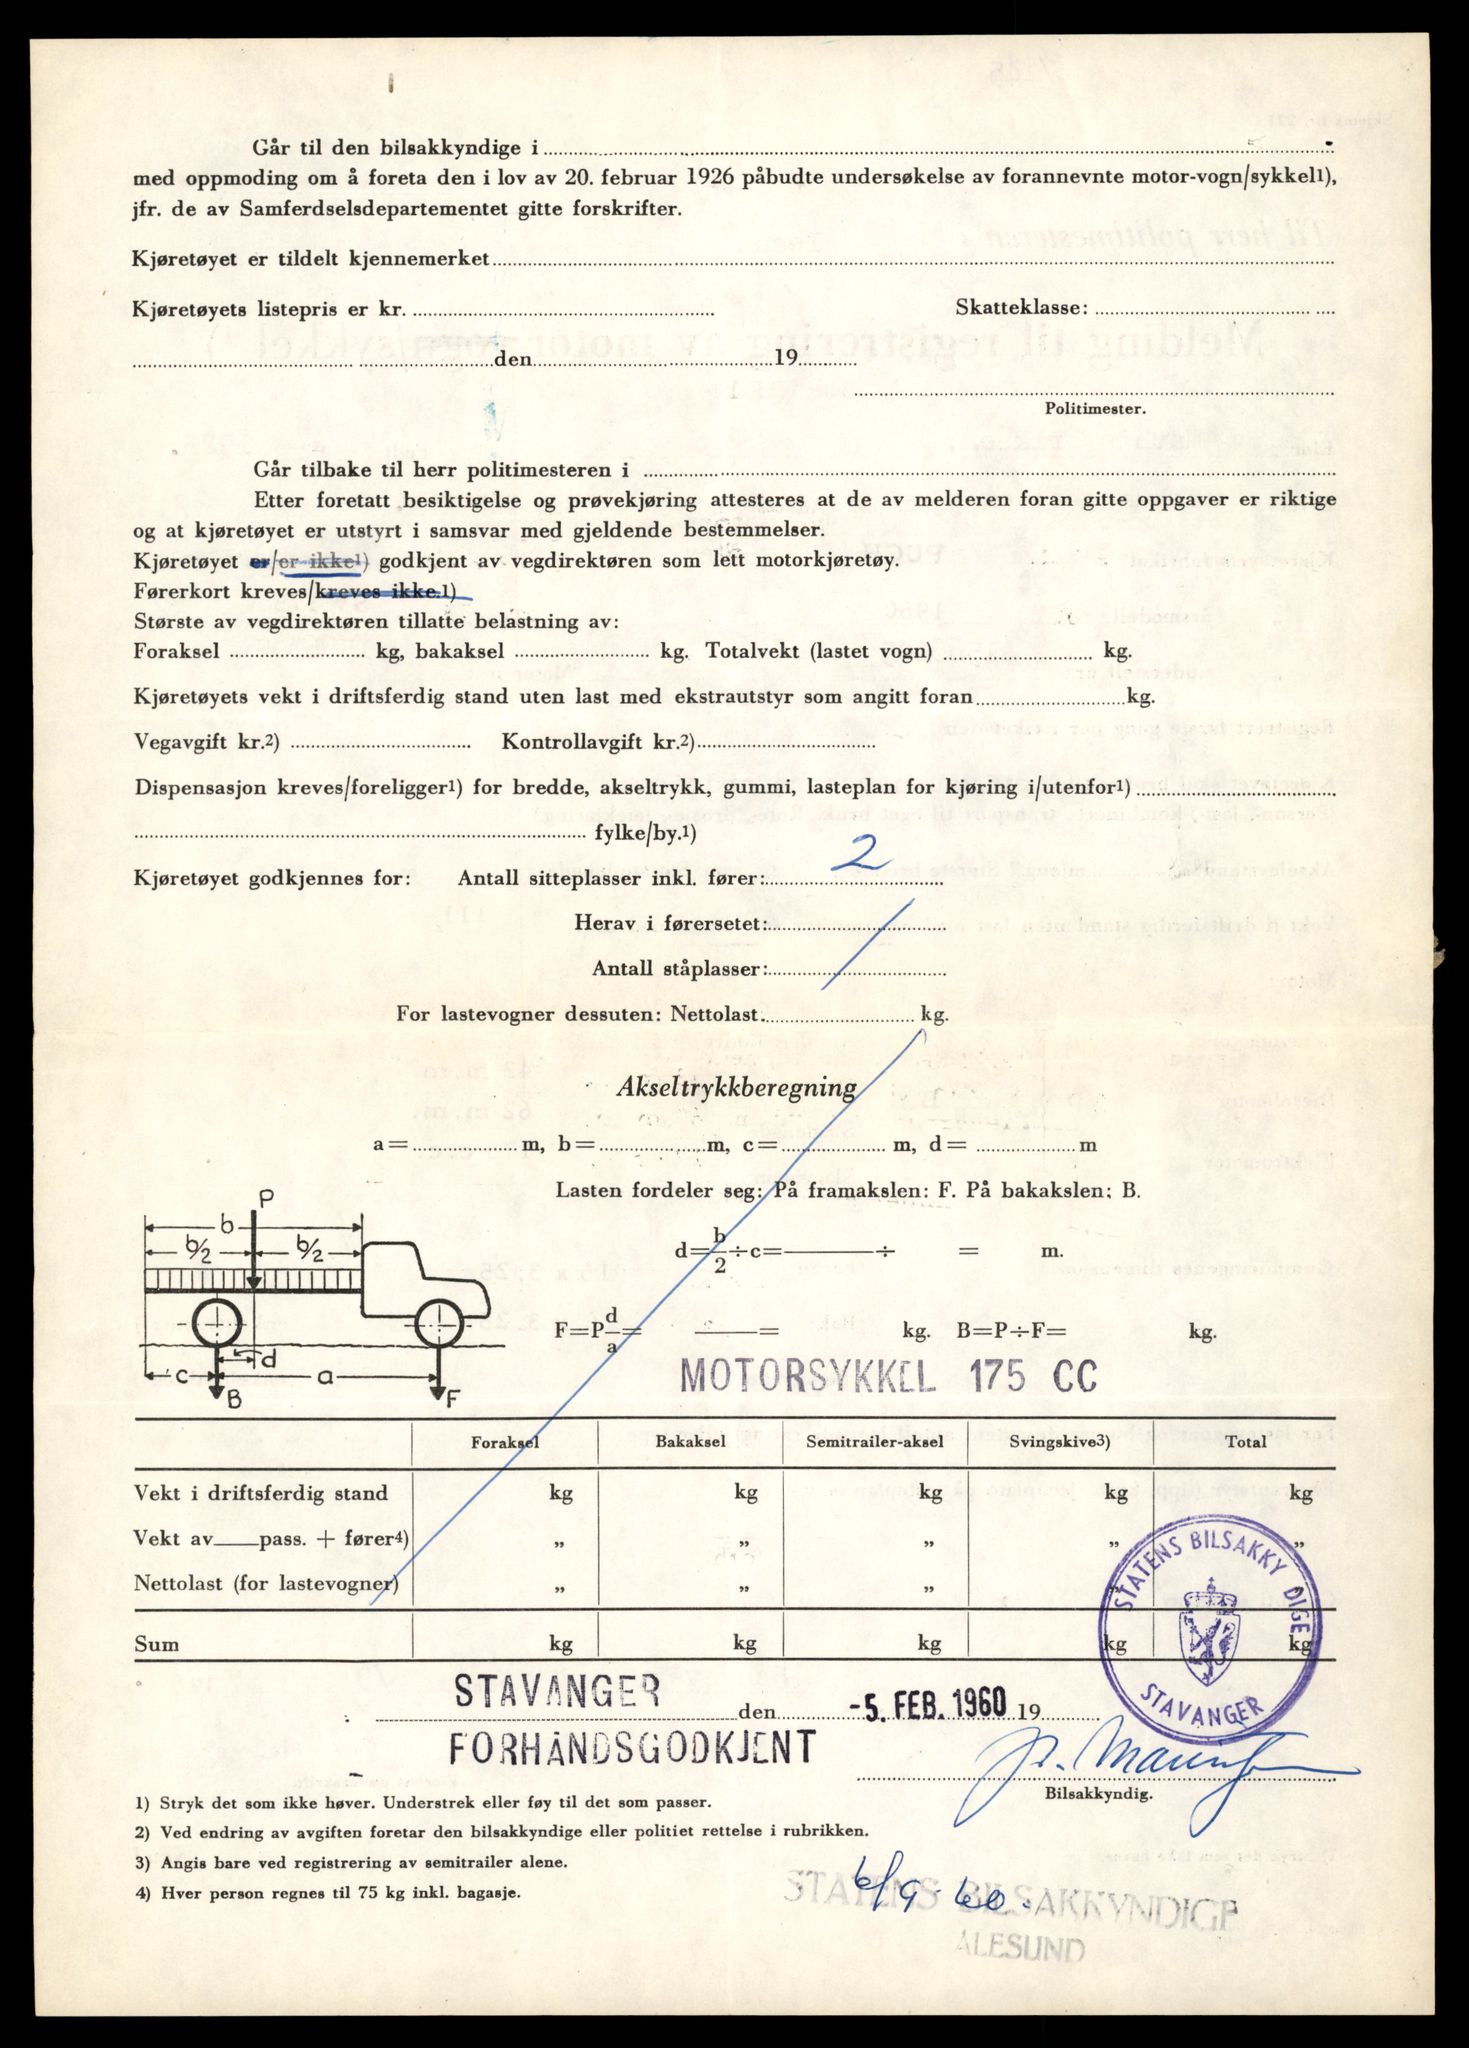 Går til den bilsakkyndige i
med oppmoding om å foreta den i lov av 20. februar 1926 påbudte undersøkelse av forannevnte motor-vogn/sykkel1),
jfr. de av Samferdselsdepartementet gitte forskrifter.
Kjøretøyet er tildelt kjennemerket
Kjøretøyets listepris er kr. Skatteklasse:
den 19
Politimester.
Går tilbake til herr politimesteren i
Etter foretatt besiktigelse og prøvekjøring attesteres at de av melderen foran gitte oppgaver er riktige
og at kjøretøyet er utstyrt i samsvar med gjeldende bestemmelser.
Kjøretøyet er/er ikke1) godkjent av vegdirektøren som lett motorkjøretøy.
Førerkort kreves/kreves ikke.1)
Største av vegdirektøren tillatte belastning av:
Foraksel kg, bakaksel kg. Totalvekt (lastet vogn) kg.
Kjøretøyets vekt i driftsferdig stand uten last med ekstrautstyr som angitt foran kg.
Vegavgift kr.2) Kontrollavgift kr.2)
Dispensasjon kreves/foreligger1) for bredde, akseltrykk, gummi, lasteplan for kjøring i/utenfor1)
fylke/by.1)
Kjøretøyet godkjennes for: Antall sitteplasser inkl. fører: 2
Herav i førersetet:
Antall ståplasser:
For lastevogner dessuten: Nettolast. kg.
Akseltrykkberegning
a= m, b= m, c= m, d= m
Lasten fordeler seg: På framakslen: F. På bakakslen: B.
P
b
b/2 b/2
d=b/2÷c= ÷ = m.
F=P d/a= = kg. B=P÷F= kg.
c d a
B F
MOTORSYKKEL 175 CC
Foraksel Bakaksel Semitrailer-aksel Svingskive3) Total
Vekt i driftsferdig stand kg kg kg kg kg
Vekt av pass. + fører4) „ „ „ „ „
Nettolast (for lastevogner) „ „ „ „ „
Sum kg kg kg kg kg
STATENS BILSAKKY DIGE
STAVANGER
STAVANGER den -5. FEB. 1960 19
FORHÅNDSGODKJENT
Bilsakkyndig.
1) Stryk det som ikke høver. Understrek eller føy til det som passer.
2) Ved endring av avgiften foretar den bilsakkyndige eller politiet rettelse i rubrikken.
3) Angis bare ved registrering av semitrailer alene.
4) Hver person regnes til 75 kg inkl. bagasje.
6/9-60.
STATENS BILSAKKYNDIGE
ÅLESUND